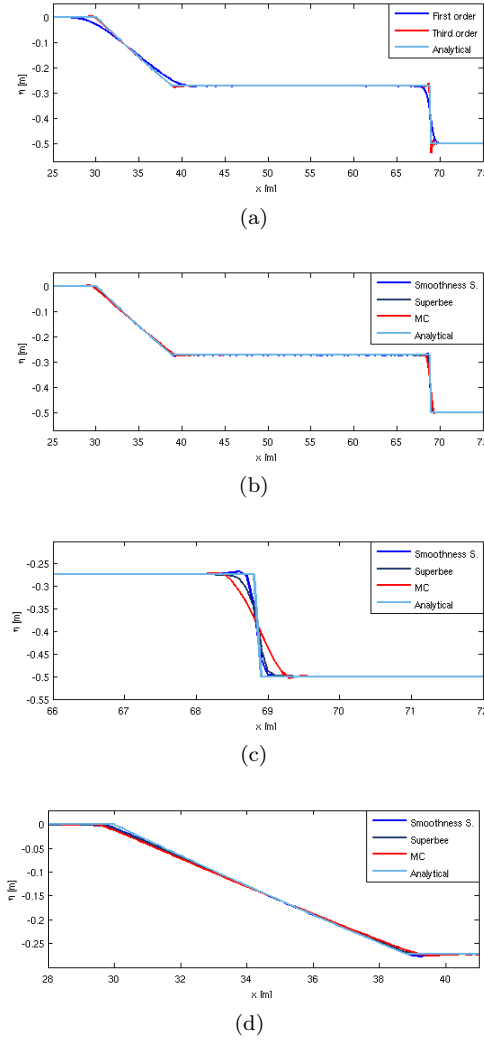 0
-0.1
-0.2
-0.3
-0.4
-0.5
η [m]
25 30 35 40 45 50 55 60 65 70 75
x [m]
First order
Third order
Analytical
(a)
0
-0.1
-0.2
-0.3
-0.4
-0.5
η [m]
25 30 35 40 45 50 55 60 65 70 75
x [m]
Smoothness S.
Superbee
MC
Analytical
(b)
-0.25
-0.3
-0.35
-0.4
-0.45
-0.5
-0.55
η [m]
66 67 68 69 70 71 72
x [m]
Smoothness S.
Superbee
MC
Analytical
(c)
0
-0.05
-0.1
-0.15
-0.2
-0.25
η [m]
28 30 32 34 36 38 40
x [m]
Smoothness S.
Superbee
MC
Analytical
(d)